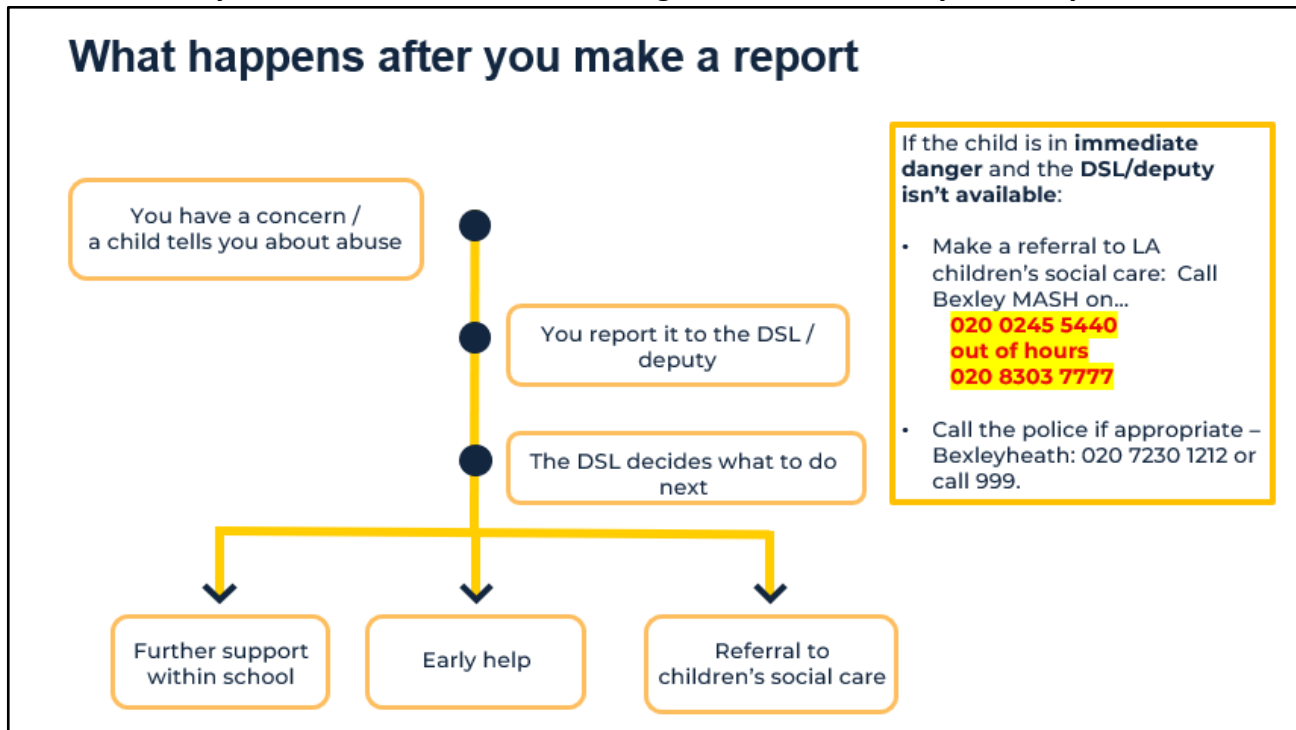 What happens after you make a report
You have a concern /
a child tells you about abuse
You report it to the DSL /
deputy
The DSL decides what to do
next
Further support
within school
Early help
Referral to
children's social care
If the child is in immediate
danger and the DSL/deputy
isn't available:
• Make a referral to LA
children's social care: Call
Bexley MASH on...
020 0245 5440
out of hours
020 8303 7777
• Call the police if appropriate –
Bexleyheath: 020 7230 1212 or
call 999.